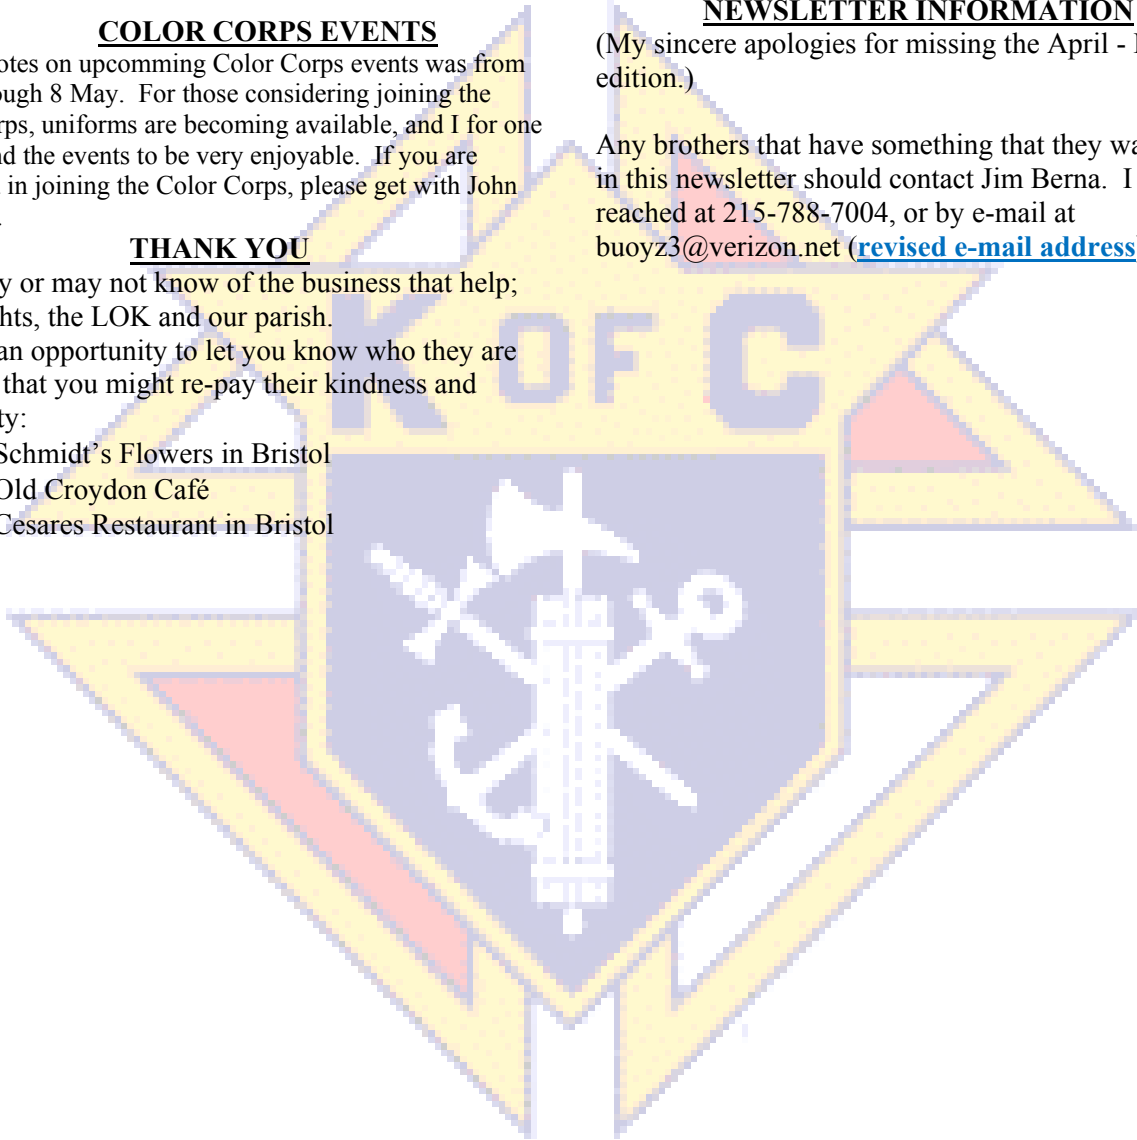 COLOR CORPS EVENTS
otes on upcomming Color Corps events was from
ough 8 May.  For those considering joining the
rps, uniforms are becoming available, and I for one
nd the events to be very enjoyable.  If you are
in joining the Color Corps, please get with John
THANK YOU
y or may not know of the business that help;
hts, the LOK and our parish.
an opportunity to let you know who they are
that you might re-pay their kindness and
ty:
Schmidt’s Flowers in Bristol
Old Croydon Café
Cesares Restaurant in Bristol
NEWSLETTER INFORMATION
(My sincere apologies for missing the April -
edition.)
Any brothers that have something that they wa
in this newsletter should contact Jim Berna.  I
reached at 215-788-7004, or by e-mail at
buoyz3@verizon.net (revised e-mail address
K OF C